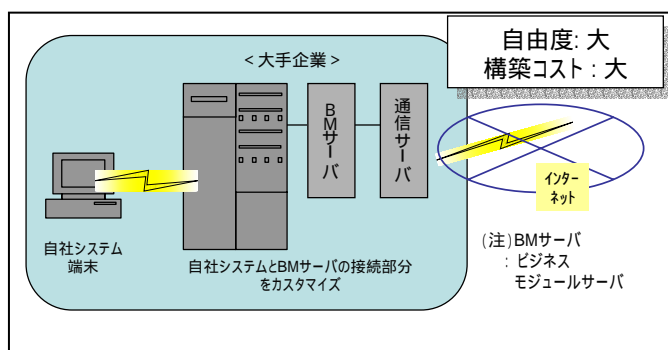 自由度: 大
構築コスト : 大
< 大手企業 >
BMサーバ
通信サーバ
インターネット
自社システム
端末
自社システムとBMサーバの接続部分
をカスタマイズ
(注)BMサーバ
: ビジネス
モジュールサーバ